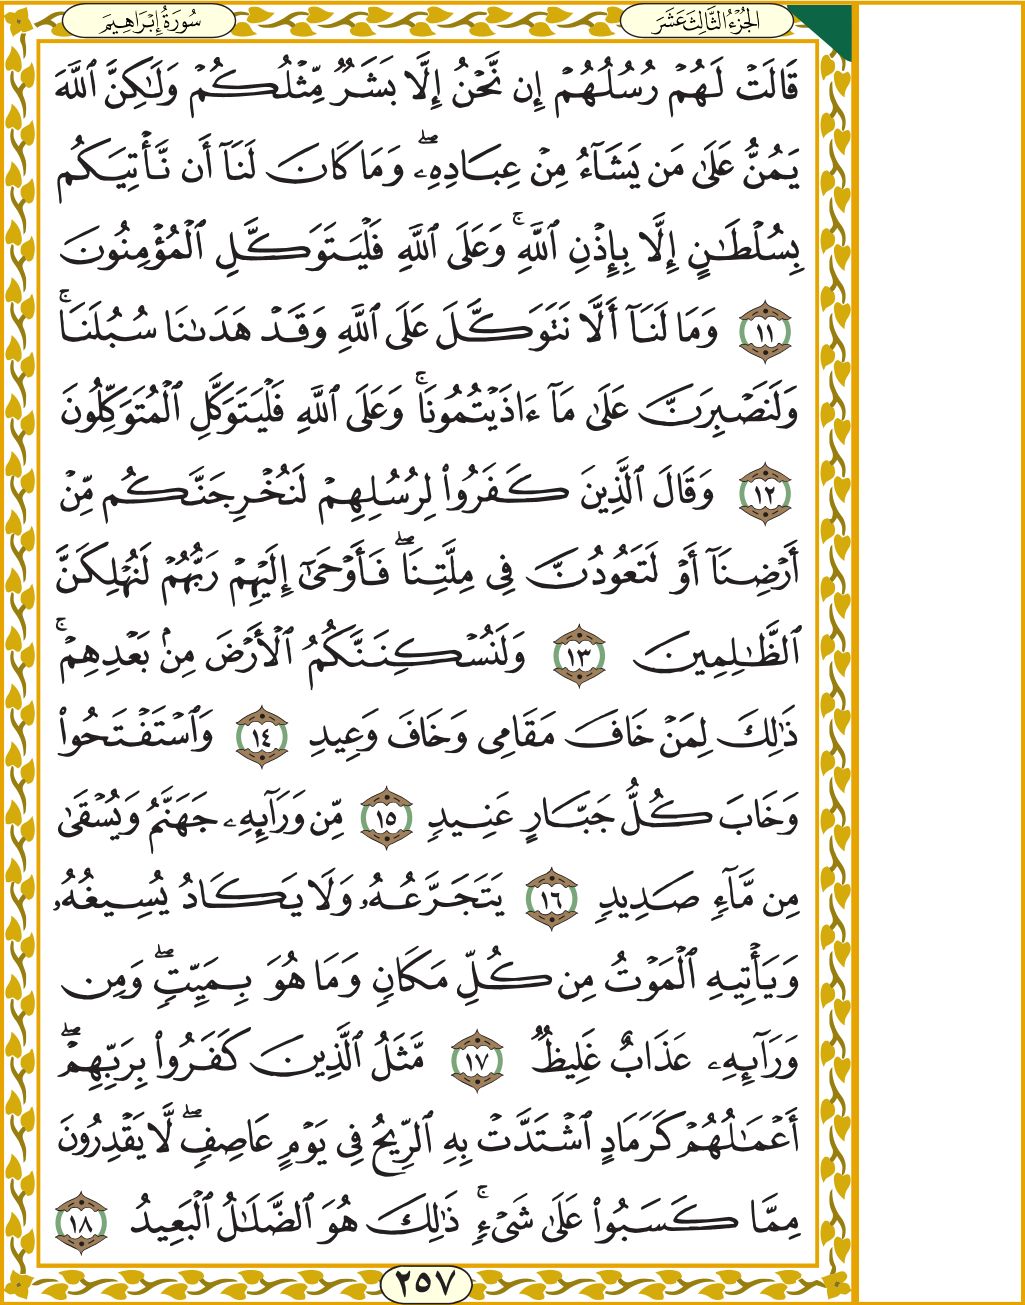 الجُزْءُ الثَّالِثَ عَشَرَ
سُورَةُ إِبْرَاهِيمَ
قَالَتْ لَهُمْ رُسُلُهُمْ إِن نَّحْنُ إِلَّا بَشَرٌ مِّثْلُكُمْ وَلَٰكِنَّ ٱللَّهَ
يَمُنُّ عَلَىٰ مَن يَشَآءُ مِنْ عِبَادِهِۦۖ وَمَا كَانَ لَنَآ أَن نَّأْتِيَكُم
بِسُلْطَٰنٍ إِلَّا بِإِذْنِ ٱللَّهِۚ وَعَلَى ٱللَّهِ فَلْيَتَوَكَّلِ ٱلْمُؤْمِنُونَ
١١ وَمَا لَنَآ أَلَّا نَتَوَكَّلَ عَلَى ٱللَّهِ وَقَدْ هَدَىٰنَا سُبُلَنَاۚ
وَلَنَصْبِرَنَّ عَلَىٰ مَآ ءَاذَيْتُمُونَاۚ وَعَلَى ٱللَّهِ فَلْيَتَوَكَّلِ ٱلْمُتَوَكِّلُونَ
١٢ وَقَالَ ٱلَّذِينَ كَفَرُوا۟ لِرُسُلِهِمْ لَنُخْرِجَنَّكُم مِّنْ
أَرْضِنَآ أَوْ لَتَعُودُنَّ فِى مِلَّتِنَاۖ فَأَوْحَىٰٓ إِلَيْهِمْ رَبُّهُمْ لَنُهْلِكَنَّ
ٱلظَّٰلِمِينَ ١٣ وَلَنُسْكِنَنَّكُمُ ٱلْأَرْضَ مِنۢ بَعْدِهِمْۚ
ذَٰلِكَ لِمَنْ خَافَ مَقَامِى وَخَافَ وَعِيدِ ١٤ وَٱسْتَفْتَحُوا۟
وَخَابَ كُلُّ جَبَّارٍ عَنِيدٍ ١٥ مِّن وَرَآئِهِۦ جَهَنَّمُ وَيُسْقَىٰ
مِن مَّآءٍ صَدِيدٍ ١٦ يَتَجَرَّعُهُۥ وَلَا يَكَادُ يُسِيغُهُۥ
وَيَأْتِيهِ ٱلْمَوْتُ مِن كُلِّ مَكَانٍ وَمَا هُوَ بِمَيِّتٍۖ وَمِن
وَرَآئِهِۦ عَذَابٌ غَلِيظٌ ١٧ مَّثَلُ ٱلَّذِينَ كَفَرُوا۟ بِرَبِّهِمْۖ
أَعْمَٰلُهُمْ كَرَمَادٍ ٱشْتَدَّتْ بِهِ ٱلرِّيحُ فِى يَوْمٍ عَاصِفٍۖ لَّا يَقْدِرُونَ
مِمَّا كَسَبُوا۟ عَلَىٰ شَىْءٍۚ ذَٰلِكَ هُوَ ٱلضَّلَٰلُ ٱلْبَعِيدُ ١٨
٢٥٧